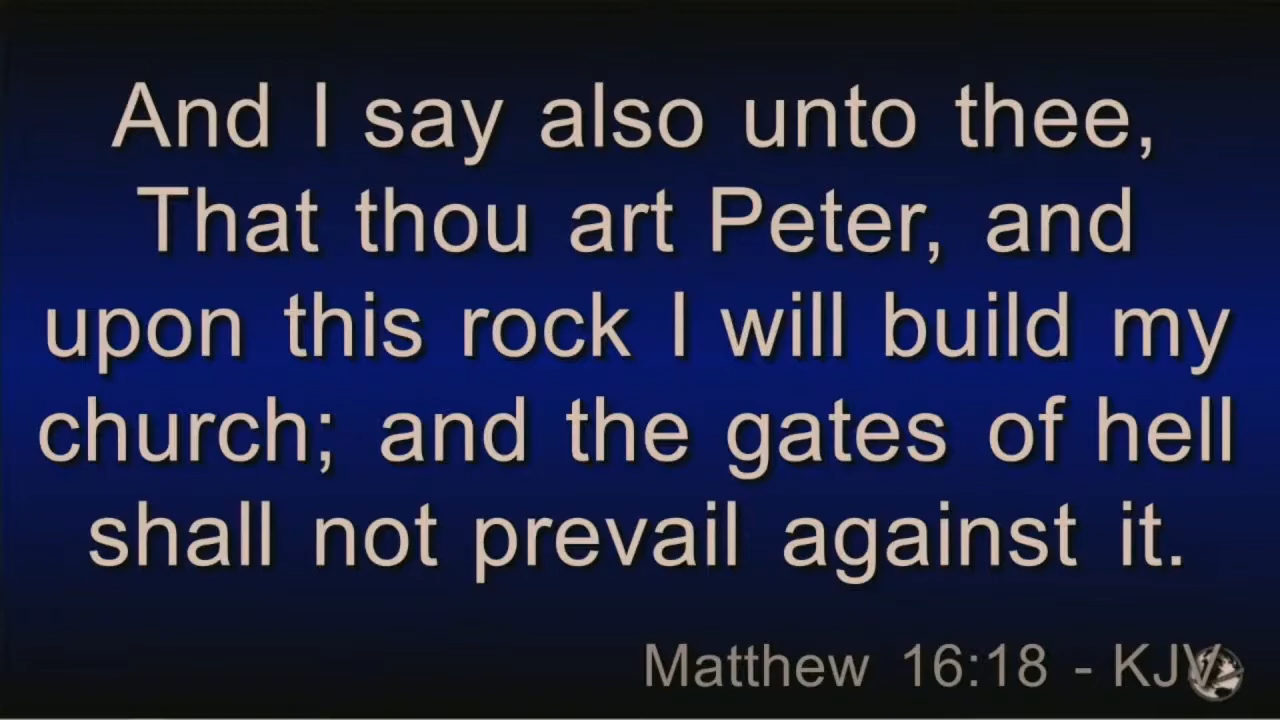 And I say also unto thee,
That thou art Peter, and
upon this rock I will build my
church; and the gates of hell
shall not prevail against it.
Matthew 16:18 - KJV